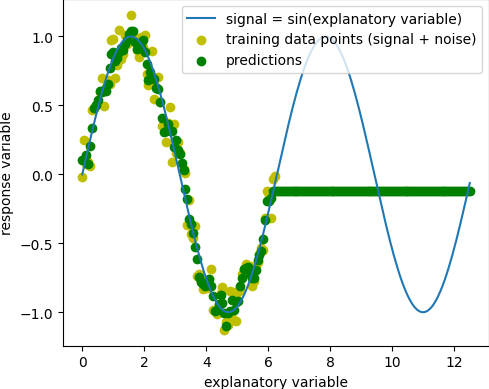 signal = sin(explanatory variable)
training data points (signal + noise)
predictions
response variable
1.0
0.5
0.0
−0.5
−1.0
0 2 4 6 8 10 12
explanatory variable